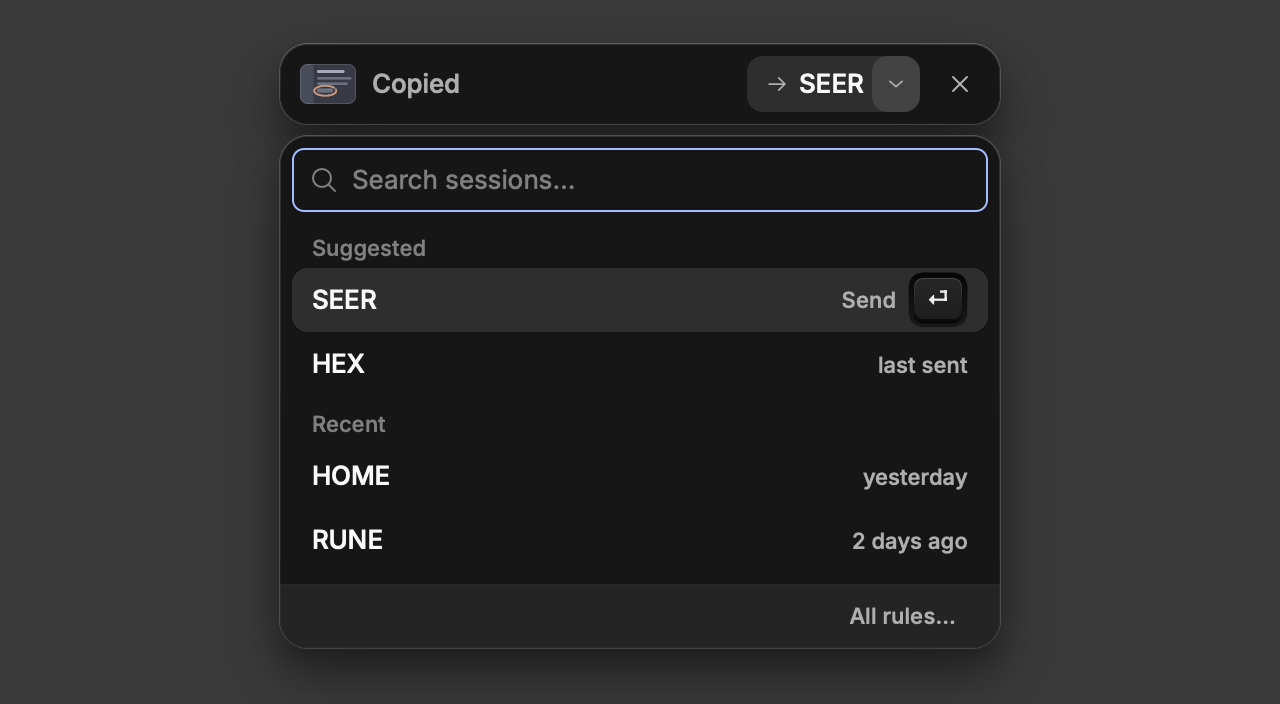 Copied
SEER
Search sessions...
Suggested
SEER Send
HEX last sent
Recent
HOME yesterday
RUNE 2 days ago
All rules...